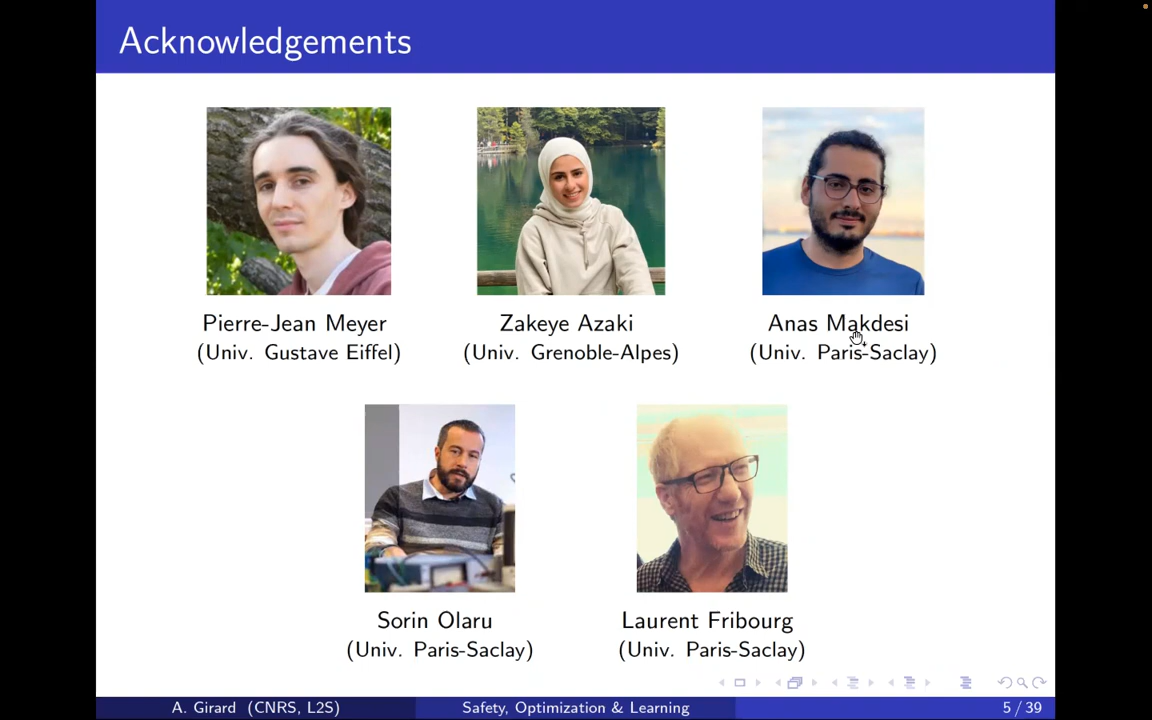 Acknowledgements
Pierre-Jean Meyer
(Univ. Gustave Eiffel)
Zakeye Azaki
(Univ. Grenoble-Alpes)
Anas Makdesi
(Univ. Paris-Saclay)
Sorin Olaru
(Univ. Paris-Saclay)
Laurent Fribourg
(Univ. Paris-Saclay)
A. Girard (CNRS, L2S)
Safety, Optimization & Learning
5 / 39